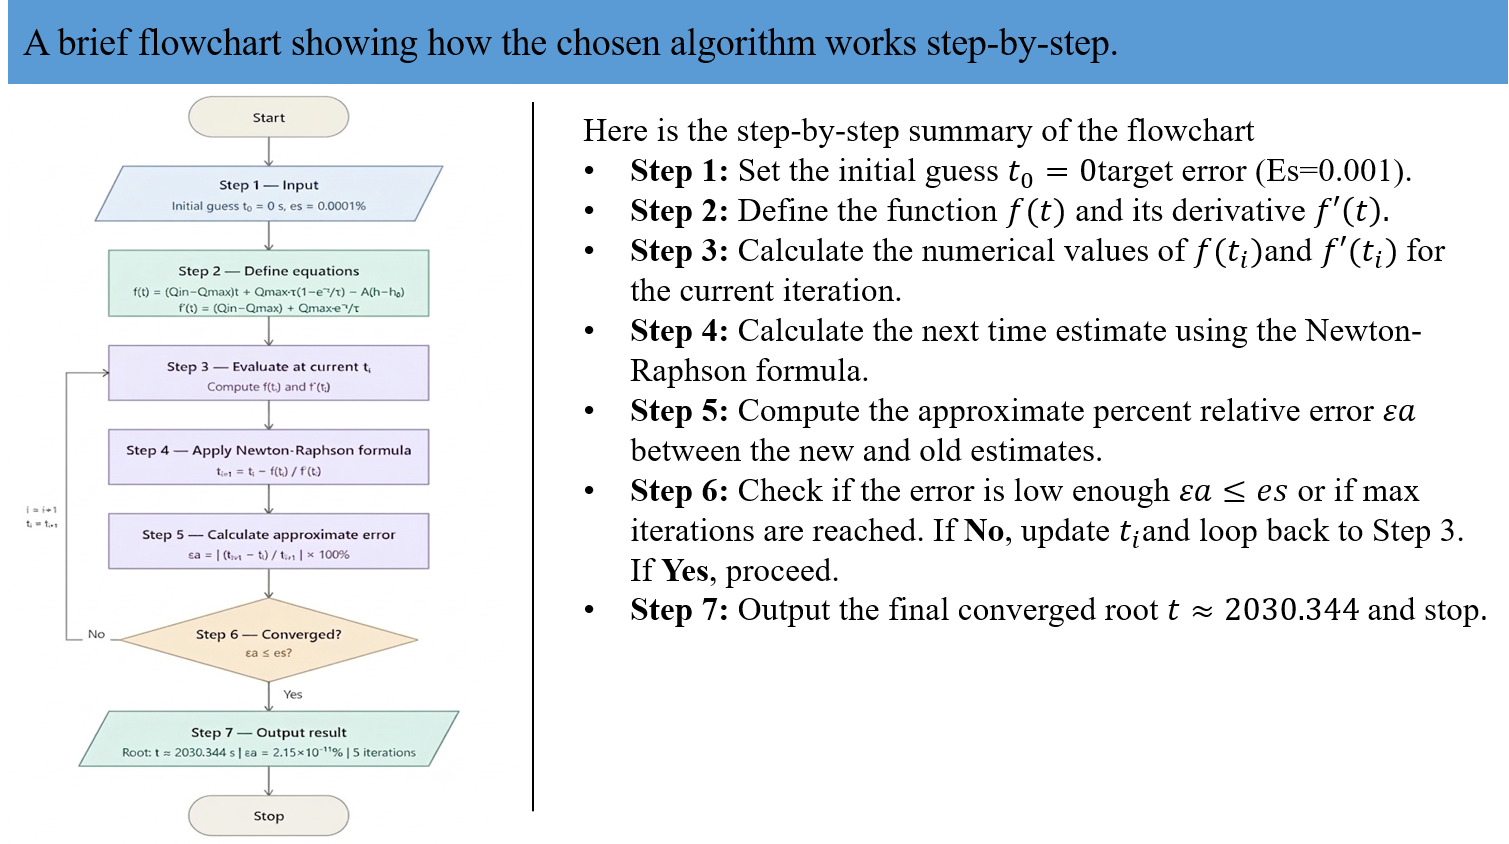 A brief flowchart showing how the chosen algorithm works step-by-step.
Start
Step 1 — Input
Initial guess t₀ = 0 s, es = 0.0001%
Step 2 — Define equations
f(t) = (Qin−Qmax)t + Qmax·τ(1−e⁻ᵗ/τ) − A(h−h₀)
f'(t) = (Qin−Qmax) + Qmax·e⁻ᵗ/τ
Step 3 — Evaluate at current tᵢ
Compute f(tᵢ) and f'(tᵢ)
Step 4 — Apply Newton-Raphson formula
tᵢ₊₁ = tᵢ − f(tᵢ) / f'(tᵢ)
Step 5 — Calculate approximate error
εa = | (tᵢ₊₁ − tᵢ) / tᵢ₊₁ | × 100%
i = i+1
tᵢ = tᵢ₊₁
Step 6 — Converged?
εa ≤ es?
No
Yes
Step 7 — Output result
Root: t ≈ 2030.344 s | εa = 2.15×10⁻¹¹% | 5 iterations
Stop
Here is the step-by-step summary of the flowchart
• Step 1: Set the initial guess t₀ = 0target error (Es=0.001).
• Step 2: Define the function f(t) and its derivative f′(t).
• Step 3: Calculate the numerical values of f(tᵢ)and f′(tᵢ) for
the current iteration.
• Step 4: Calculate the next time estimate using the Newton-
Raphson formula.
• Step 5: Compute the approximate percent relative error εa
between the new and old estimates.
• Step 6: Check if the error is low enough εa ≤ es or if max
iterations are reached. If No, update tᵢand loop back to Step 3.
If Yes, proceed.
• Step 7: Output the final converged root t ≈ 2030.344 and stop.